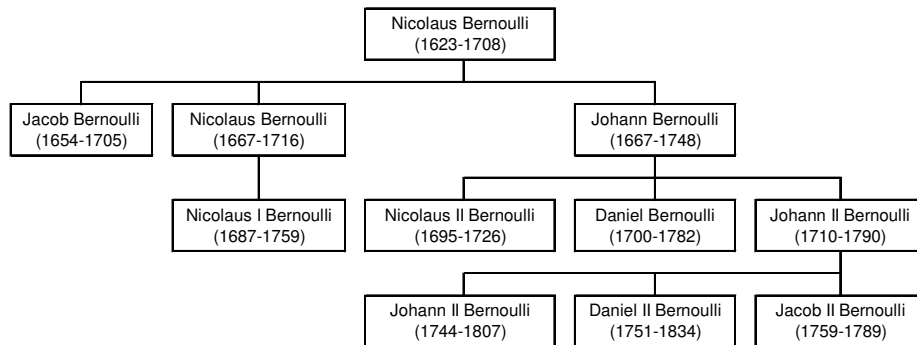 Nicolaus Bernoulli
(1623-1708)
Jacob Bernoulli
(1654-1705)
Nicolaus Bernoulli
(1667-1716)
Johann Bernoulli
(1667-1748)
Nicolaus I Bernoulli
(1687-1759)
Nicolaus II Bernoulli
(1695-1726)
Daniel Bernoulli
(1700-1782)
Johann II Bernoulli
(1710-1790)
Johann II Bernoulli
(1744-1807)
Daniel II Bernoulli
(1751-1834)
Jacob II Bernoulli
(1759-1789)